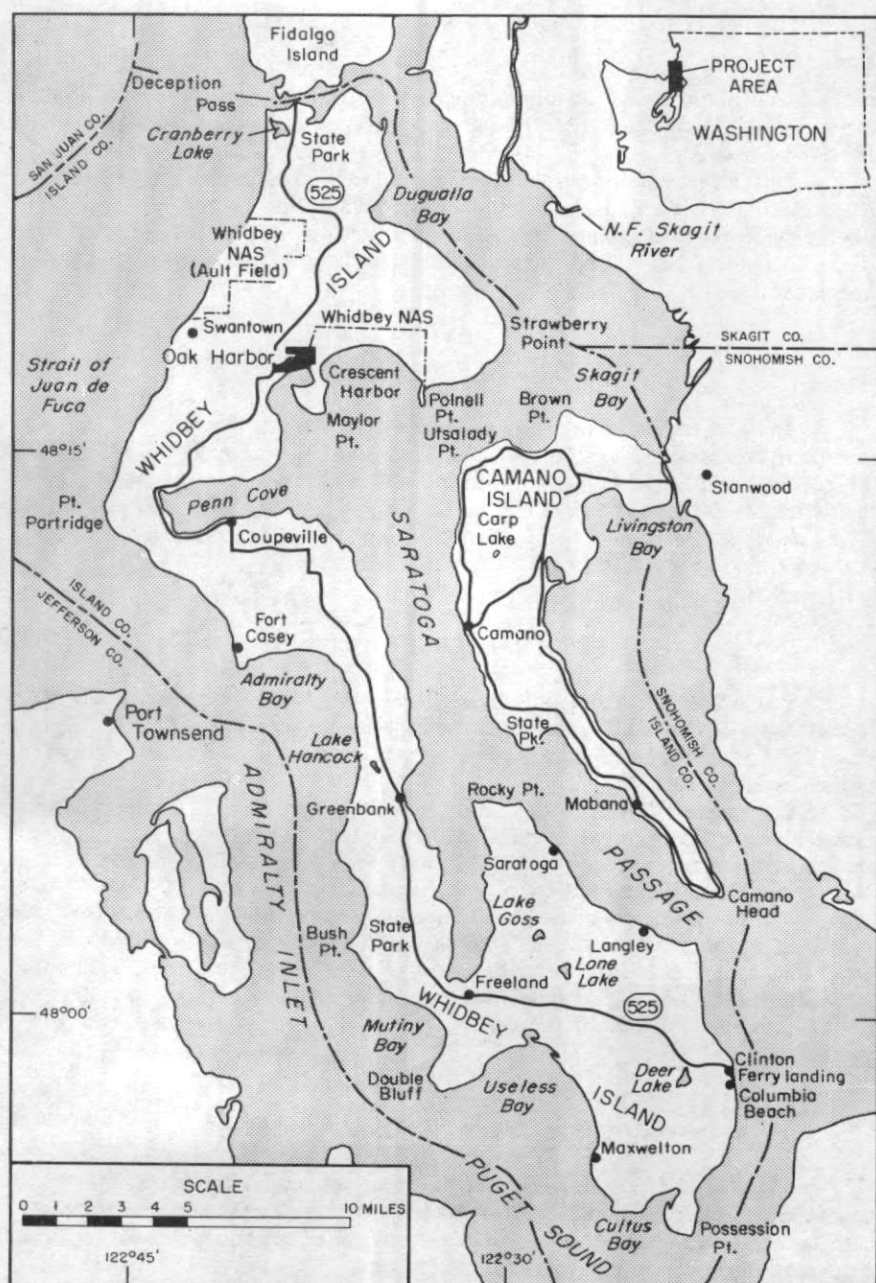 Fidalgo
Island
Deception
Pass
Cranberry
Lake
State
Park
PROJECT
AREA
WASHINGTON
SAN JUAN CO.
ISLAND CO.
525
Dugualla
Bay
N.F. Skagit
River
Whidbey
NAS
(Ault Field)
ISLAND
Whidbey NAS
Swantown
Oak Harbor
Strawberry
Point
SKAGIT CO.
SNOHOMISH CO.
Strait of
Juan de
Fuca
Crescent
Harbor
Skagit
Bay
Maylor
Pt.
Polnell
Pt.
Brown
Pt.
Utsalady
Pt.
WHIDBEY
48°15'
CAMANO
ISLAND
Stanwood
Penn Cove
Pt.
Partridge
Carp
Lake
Livingston
Bay
Coupeville
SARATOGA
ISLAND CO.
JEFFERSON CO.
Fort
Casey
Camano
Admiralty
Bay
Port
Townsend
State
Pk.
SNOHOMISH CO.
ISLAND CO.
Lake
Hancock
ADMIRALTY
INLET
Greenbank
Rocky Pt.
Mabana
Saratoga
PASSAGE
Camano
Head
Lake
Goss
Bush
Pt.
State
Park
Langley
Lone
Lake
Freeland
48°00'
WHIDBEY
525
Mutiny
Bay
Clinton
Ferry landing
Columbia
Beach
Deer
Lake
Double
Bluff
Useless
Bay
ISLAND
Maxwelton
PUGET SOUND
Cultus
Bay
Possession
Pt.
SCALE
0 1 2 3 4 5 10 MILES
122°45'
122°30'